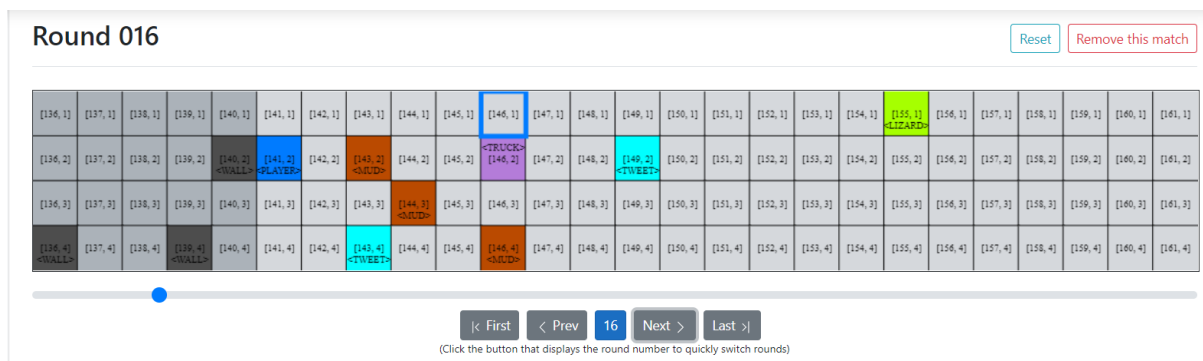 Round 016
Reset
Remove this match
[136, 1] [137, 1] [138, 1] [139, 1] [140, 1] [141, 1] [142, 1] [143, 1] [144, 1] [145, 1] [146, 1] [147, 1] [148, 1] [149, 1] [150, 1] [151, 1] [152, 1] [153, 1] [154, 1] [155, 1] <LIZARD> [156, 1] [157, 1] [158, 1] [159, 1] [160, 1] [161, 1]
[136, 2] [137, 2] [138, 2] [139, 2] [140, 2] <WALL> [141, 2] <PLAYER> [142, 2] [143, 2] <MUD> [144, 2] [145, 2] <TRUCK> [146, 2] [147, 2] [148, 2] [149, 2] <TWEET> [150, 2] [151, 2] [152, 2] [153, 2] [154, 2] [155, 2] [156, 2] [157, 2] [158, 2] [159, 2] [160, 2] [161, 2]
[136, 3] [137, 3] [138, 3] [139, 3] [140, 3] [141, 3] [142, 3] [143, 3] [144, 3] <MUD> [145, 3] [146, 3] [147, 3] [148, 3] [149, 3] [150, 3] [151, 3] [152, 3] [153, 3] [154, 3] [155, 3] [156, 3] [157, 3] [158, 3] [159, 3] [160, 3] [161, 3]
[136, 4] <WALL> [137, 4] [138, 4] [139, 4] <WALL> [140, 4] [141, 4] [142, 4] [143, 4] <TWEET> [144, 4] [145, 4] [146, 4] <MUD> [147, 4] [148, 4] [149, 4] [150, 4] [151, 4] [152, 4] [153, 4] [154, 4] [155, 4] [156, 4] [157, 4] [158, 4] [159, 4] [160, 4] [161, 4]
|< First < Prev 16 Next > Last >|
(Click the button that displays the round number to quickly switch rounds)